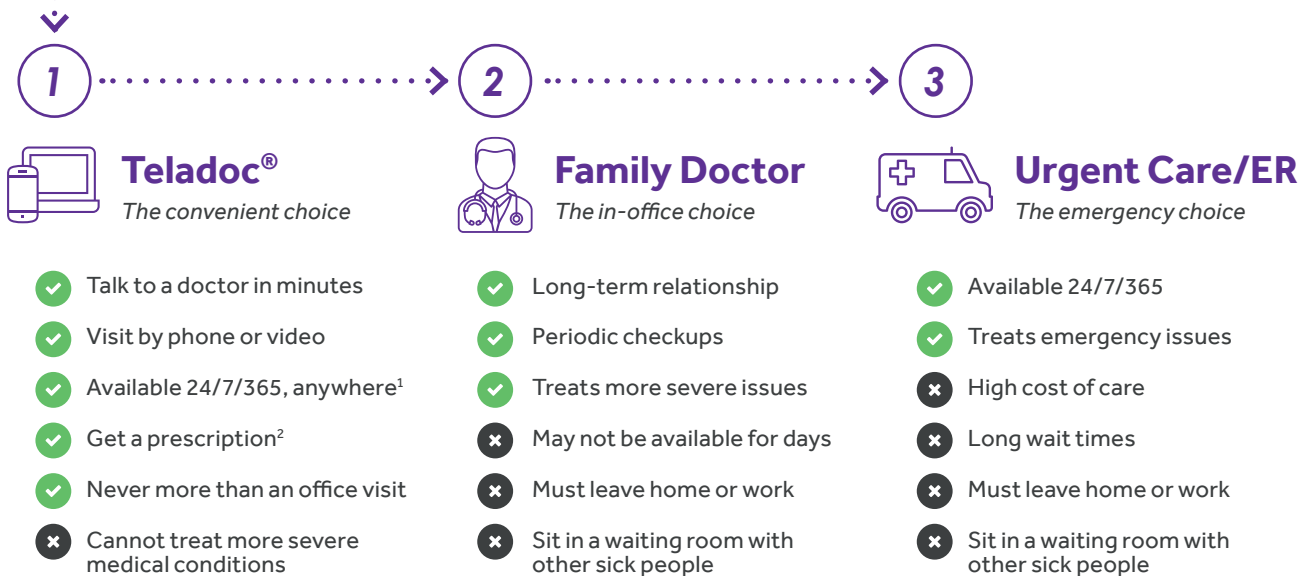 1
2
3
Teladoc®
The convenient choice
Talk to a doctor in minutes
Visit by phone or video
Available 24/7/365, anywhere¹
Get a prescription²
Never more than an office visit
Cannot treat more severe
medical conditions
Family Doctor
The in-office choice
Long-term relationship
Periodic checkups
Treats more severe issues
May not be available for days
Must leave home or work
Sit in a waiting room with
other sick people
Urgent Care/ER
The emergency choice
Available 24/7/365
Treats emergency issues
High cost of care
Long wait times
Must leave home or work
Sit in a waiting room with
other sick people